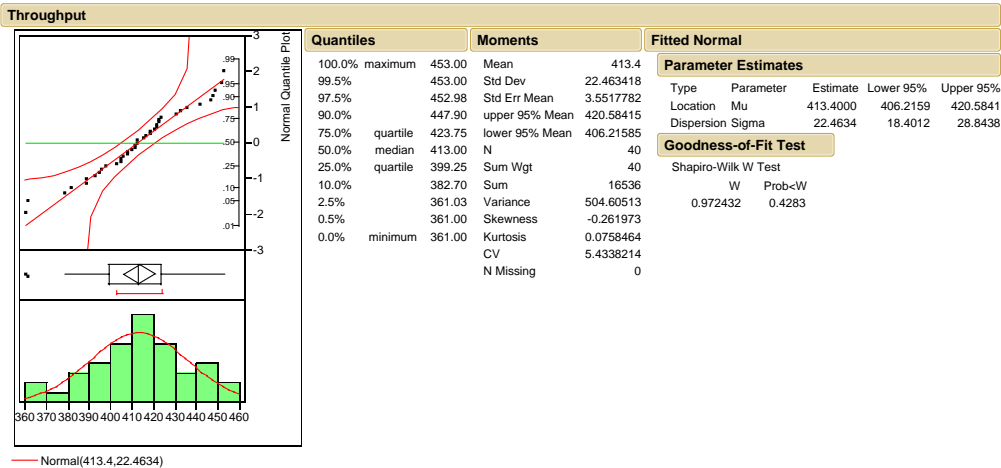 Throughput
3
2
1
0
-1
-2
-3
.99
.95
.90
.75
.50
.25
.10
.05
.01
Normal Quantile Plot
360 370 380 390 400 410 420 430 440 450 460
Normal(413.4,22.4634)
Quantiles
100.0% maximum 453.00
99.5% 453.00
97.5% 452.98
90.0% 447.90
75.0% quartile 423.75
50.0% median 413.00
25.0% quartile 399.25
10.0% 382.70
2.5% 361.03
0.5% 361.00
0.0% minimum 361.00
Moments
Mean 413.4
Std Dev 22.463418
Std Err Mean 3.5517782
upper 95% Mean 420.58415
lower 95% Mean 406.21585
N 40
Sum Wgt 40
Sum 16536
Variance 504.60513
Skewness -0.261973
Kurtosis 0.0758464
CV 5.4338214
N Missing 0
Fitted Normal
Parameter Estimates
Type Parameter Estimate Lower 95% Upper 95%
Location Mu 413.4000 406.2159 420.5841
Dispersion Sigma 22.4634 18.4012 28.8438
Goodness-of-Fit Test
Shapiro-Wilk W Test
W Prob<W
0.972432 0.4283